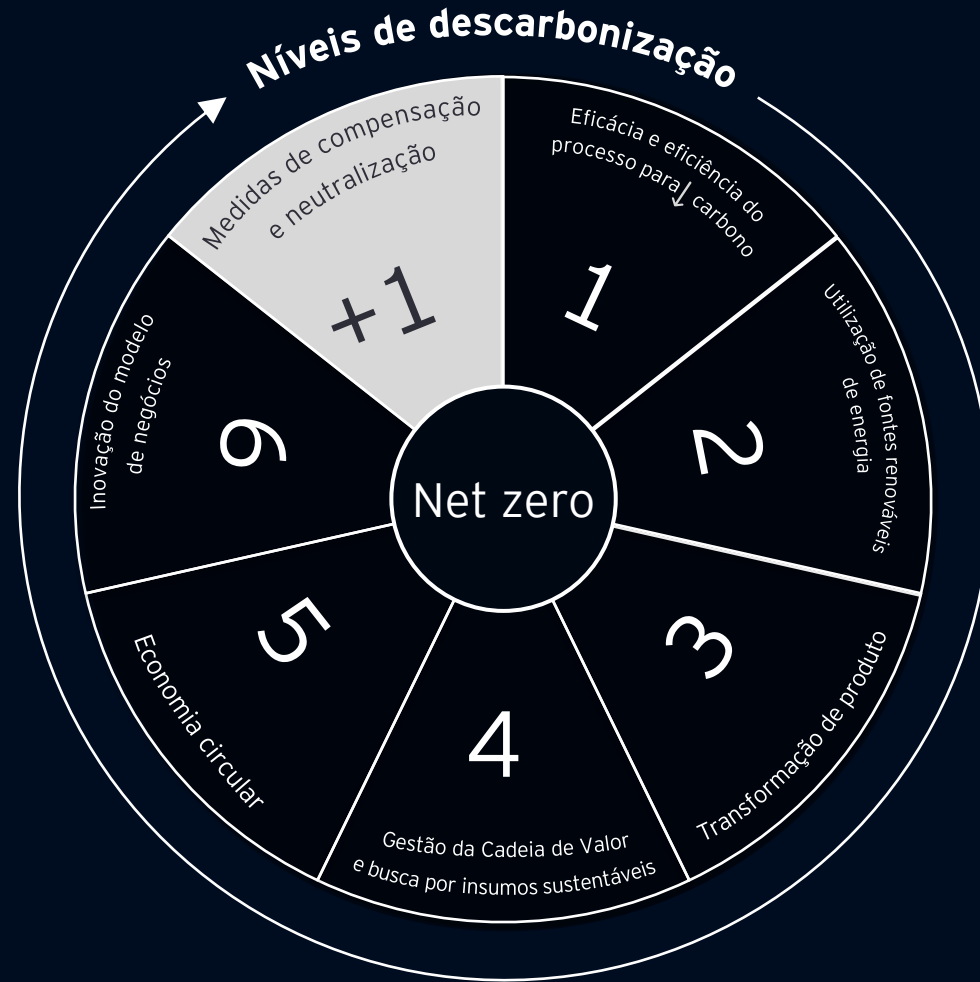 Níveis de descarbonização
Eficácia e eficiência do
processo para↓ carbono
1
Utilização de fontes renováveis
de energia
2
3
Transformação de produto
4
Gestão da Cadeia de Valor
e busca por insumos sustentáveis
5
Economia circular
Inovação do modelo
de negócios
6
Medidas de compensação
e neutralização
+1
Net zero